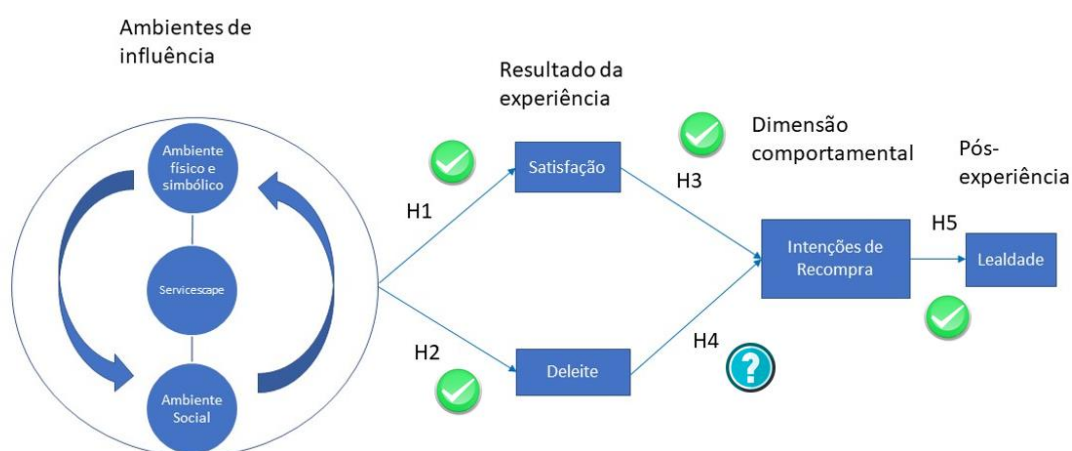 Ambientes de
influência
Ambiente
físico e
simbólico
Servicescape
Ambiente
Social
H1
H2
Resultado da
experiência
Satisfação
Deleite
H3
H4
?
Dimensão
comportamental
Intenções de
Recompra
H5
Pós-
experiência
Lealdade